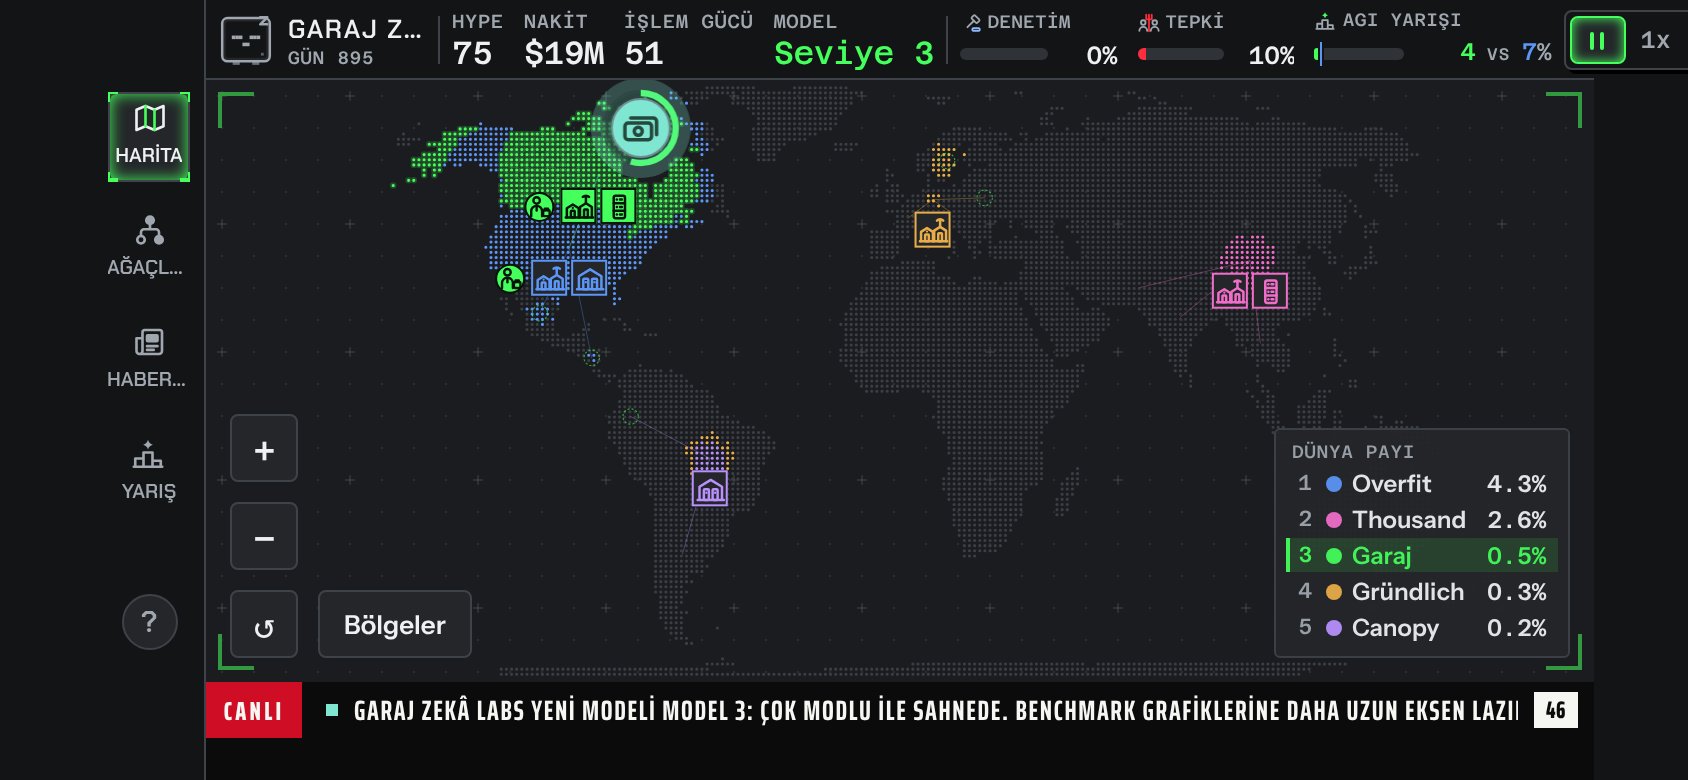 GARAJ Z...
GÜN 895
HYPE
75
NAKİT
$19M
İŞLEM GÜCÜ
51
MODEL
Seviye 3
DENETİM
0%
TEPKİ
10%
AGI YARIŞI
4 VS 7%
1x
HARİTA
AĞAÇL...
HABER...
YARIŞ
?
+
−
↺
Bölgeler
DÜNYA PAYI
1 Overfit 4.3%
2 Thousand 2.6%
3 Garaj 0.5%
4 Gründlich 0.3%
5 Canopy 0.2%
CANLI
GARAJ ZEKÂ LABS YENİ MODELİ MODEL 3: ÇOK MODLU İLE SAHNEDE. BENCHMARK GRAFİKLERİNE DAHA UZUN EKSEN
46